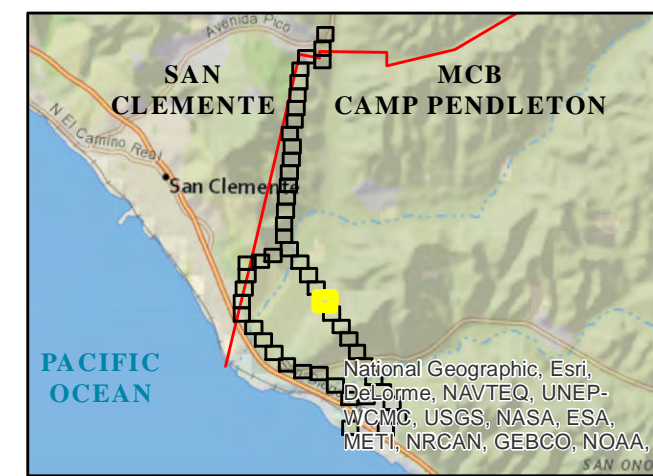 Avenida Pico
SAN
CLEMENTE
MCB
CAMP PENDLETON
N El Camino Real
San Clemente
PACIFIC
OCEAN
National Geographic, Esri,
DeLorme, NAVTEQ, UNEP-
WCMC, USGS, NASA, ESA,
METI, NRCAN, GEBCO, NOAA,
SAN ONO